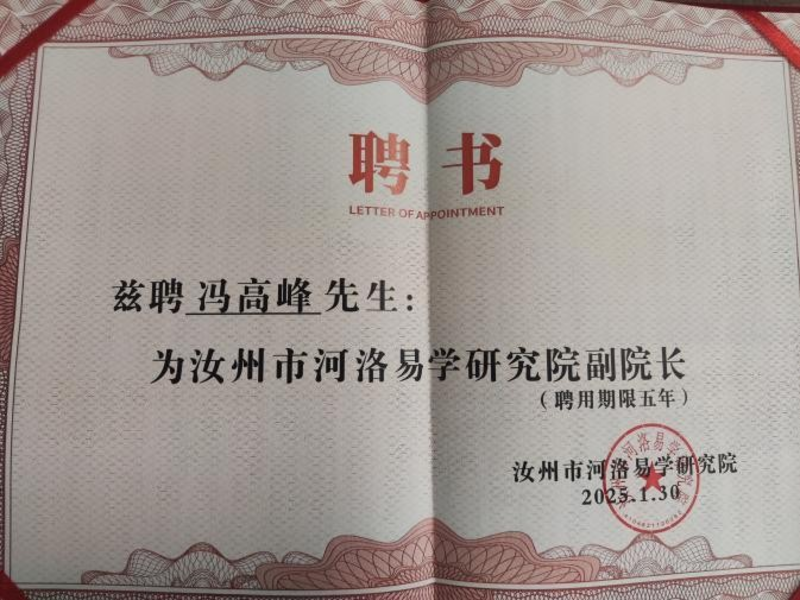 聘书
LETTER OF APPOINTMENT
兹聘 冯高峰 先生：
为汝州市河洛易学研究院副院长
（聘用期限五年）
汝州市河洛易学研究院
2025.1.30